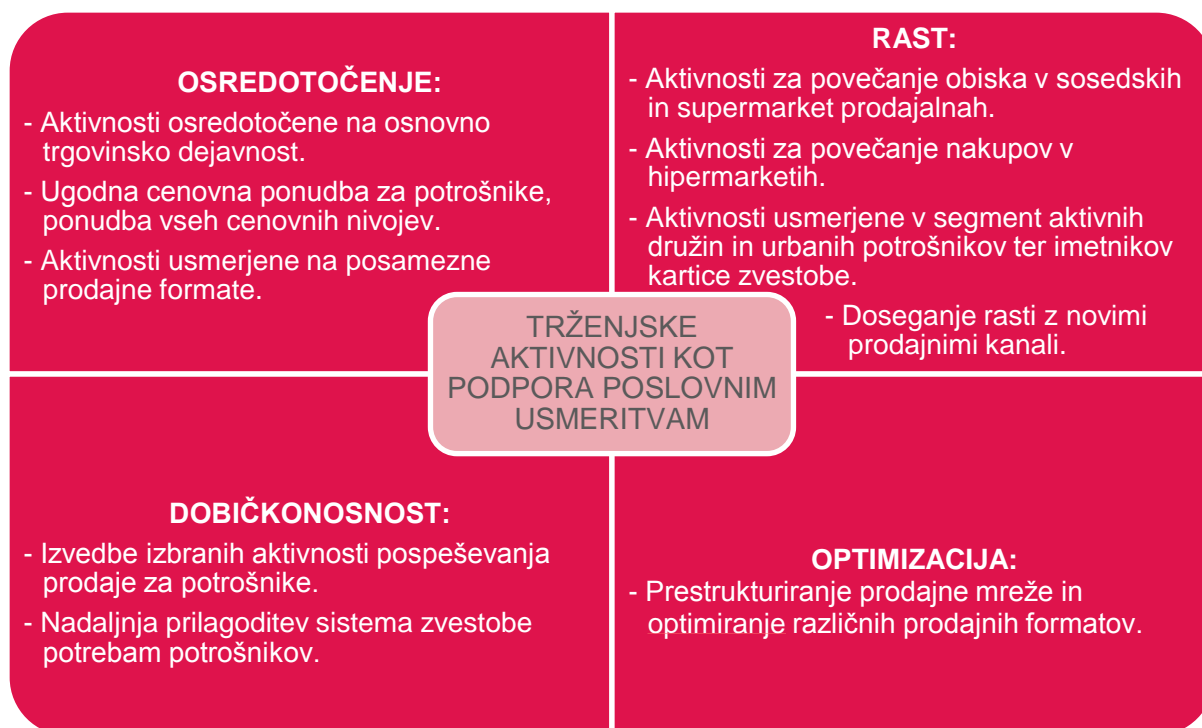 OSREDOTOČENJE:
- Aktivnosti osredotočene na osnovno
trgovinsko dejavnost.
- Ugodna cenovna ponudba za potrošnike,
ponudba vseh cenovnih nivojev.
- Aktivnosti usmerjene na posamezne
prodajne formate.
RAST:
- Aktivnosti za povečanje obiska v sosedskih
in supermarket prodajalnah.
- Aktivnosti za povečanje nakupov v
hipermarketih.
- Aktivnosti usmerjene v segment aktivnih
družin in urbanih potrošnikov ter imetnikov
kartice zvestobe.
- Doseganje rasti z novimi
prodajnimi kanali.
TRŽENJSKE
AKTIVNOSTI KOT
PODPORA POSLOVNIM
USMERITVAM
DOBIČKONOSNOST:
- Izvedbe izbranih aktivnosti pospeševanja
prodaje za potrošnike.
- Nadaljnja prilagoditev sistema zvestobe
potrebam potrošnikov.
OPTIMIZACIJA:
- Prestrukturiranje prodajne mreže in
optimiranje različnih prodajnih formatov.